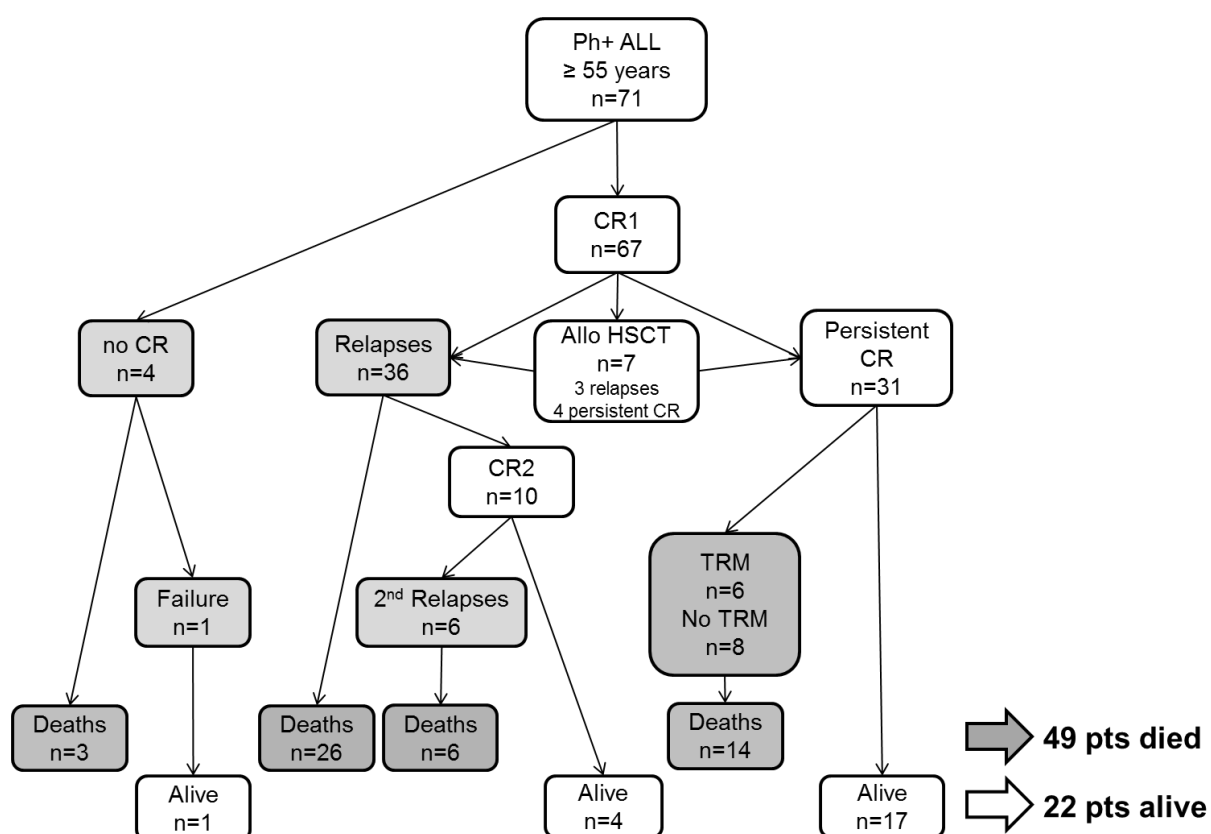 Ph+ ALL
≥ 55 years
n=71
CR1
n=67
no CR
n=4
Relapses
n=36
Allo HSCT
n=7
3 relapses
4 persistent CR
Persistent
CR
n=31
CR2
n=10
Failure
n=1
2nd Relapses
n=6
TRM
n=6
No TRM
n=8
Deaths
n=3
Deaths
n=26
Deaths
n=6
Deaths
n=14
49 pts died
Alive
n=1
Alive
n=4
Alive
n=17
22 pts alive